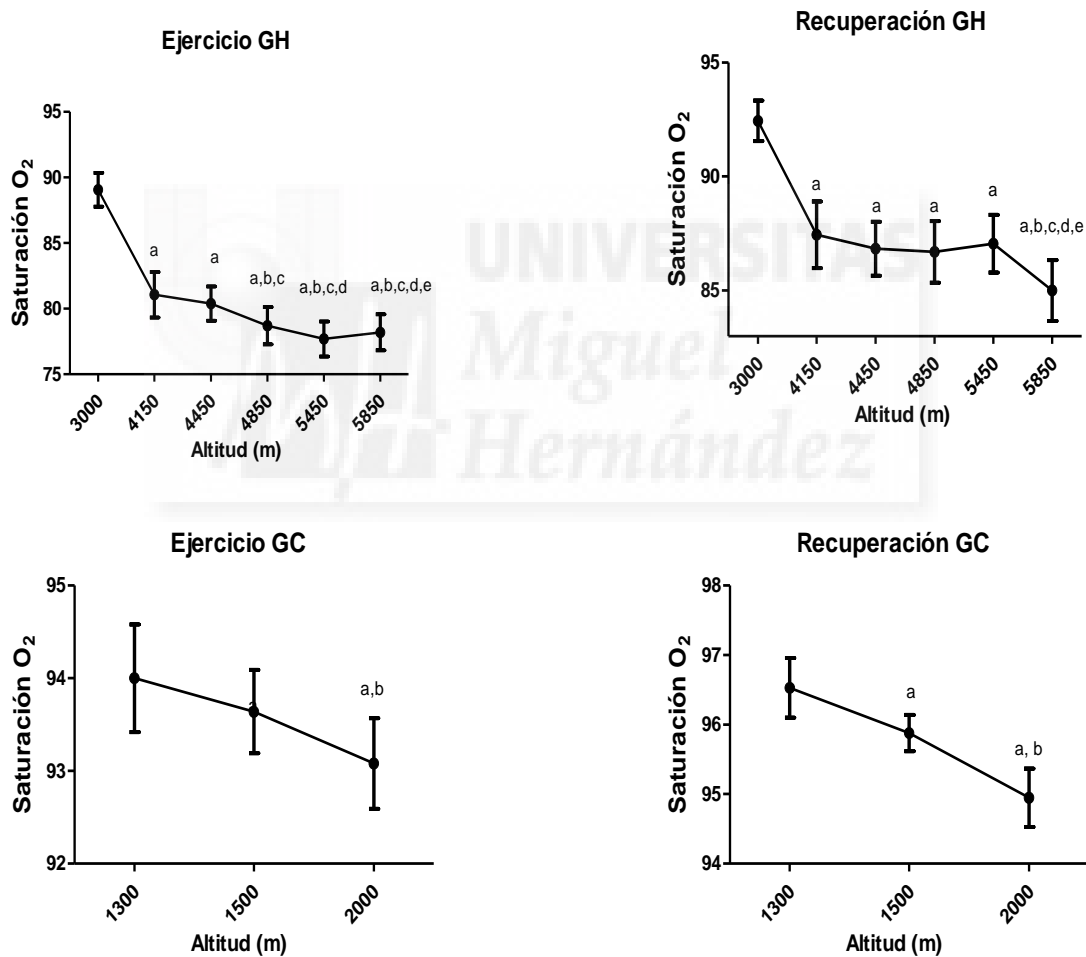 Ejercicio GH
Saturación O₂
95
90
85
80
75
a
a
a,b,c
a,b,c,d
a,b,c,d,e
3000
4150
4450
4850
5450
5850
Altitud (m)
Recuperación GH
Saturación O₂
95
90
85
a
a
a
a
a,b,c,d,e
3000
4150
4450
4850
5450
5850
Altitud (m)
UNIVERSITAS
Miguel
Hernández
Ejercicio GC
Saturación O₂
95
94
93
92
a
a,b
1300
1500
2000
Altitud (m)
Recuperación GC
Saturación O₂
98
97
96
95
94
a
a, b
1300
1500
2000
Altitud (m)